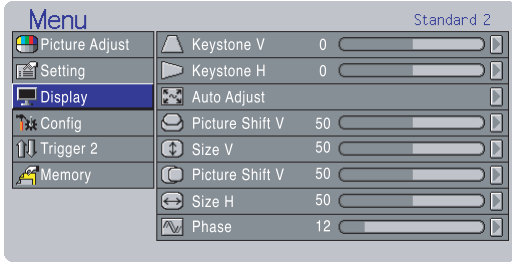 Menu
Standard 2
Picture Adjust
Setting
Display
Config
Trigger 2
Memory
Keystone V 0
Keystone H 0
Auto Adjust
Picture Shift V 50
Size V 50
Picture Shift V 50
Size H 50
Phase 12